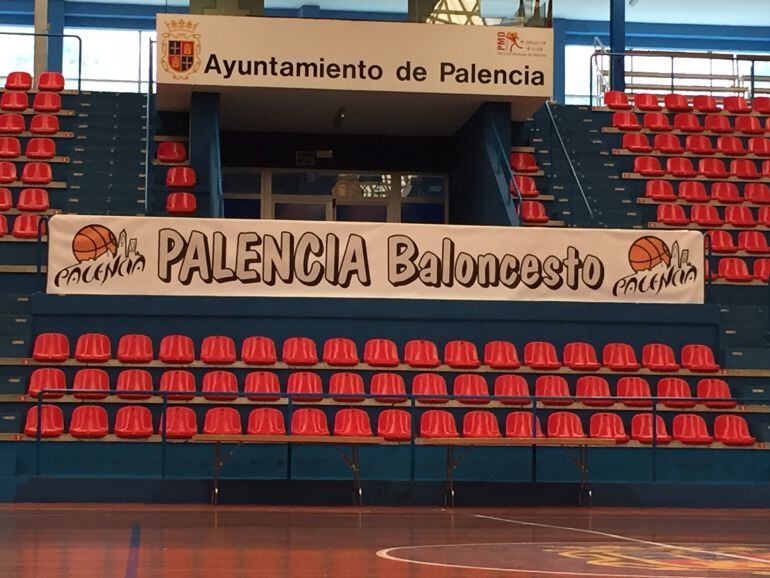 Ayuntamiento de Palencia
PMD
PALENCIA
PALENCIA Baloncesto
PALENCIA